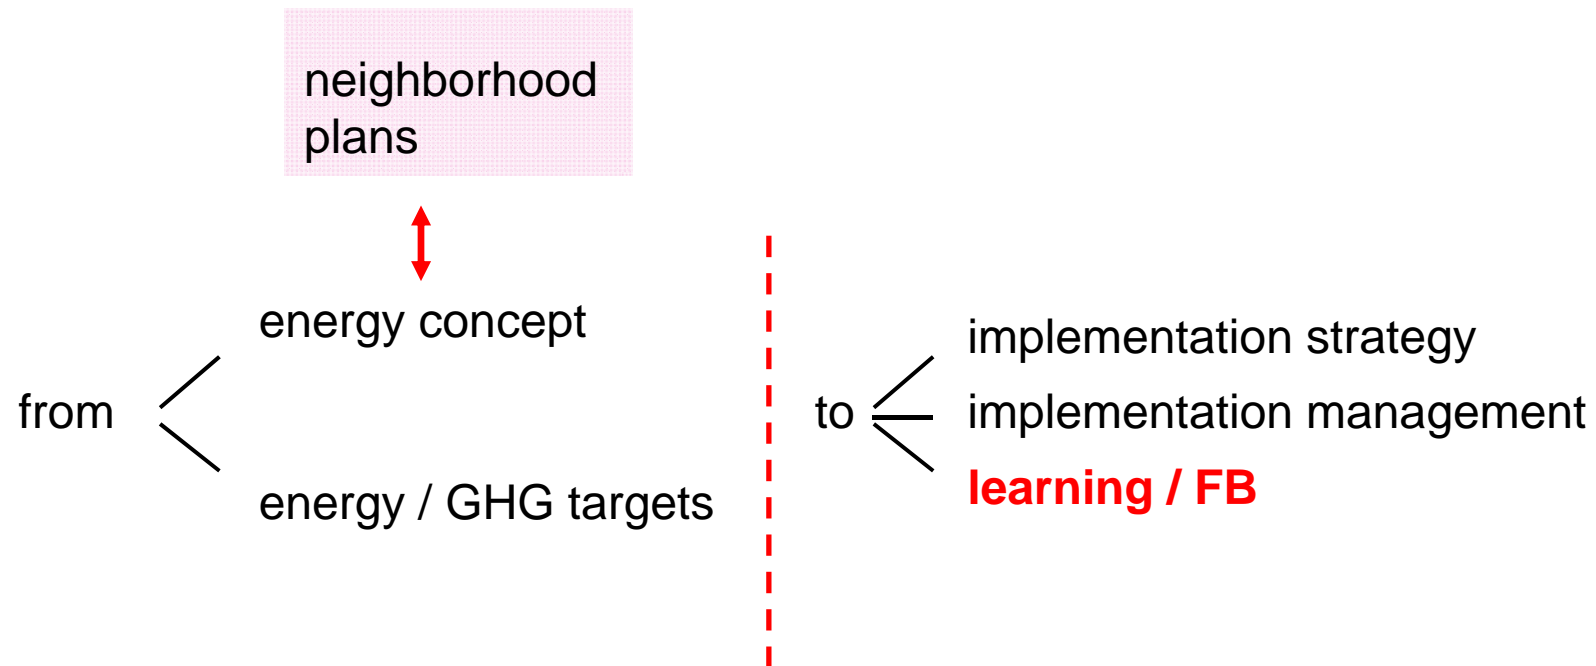 neighborhood
plans
energy concept
from
energy / GHG targets
to
implementation strategy
implementation management
learning / FB